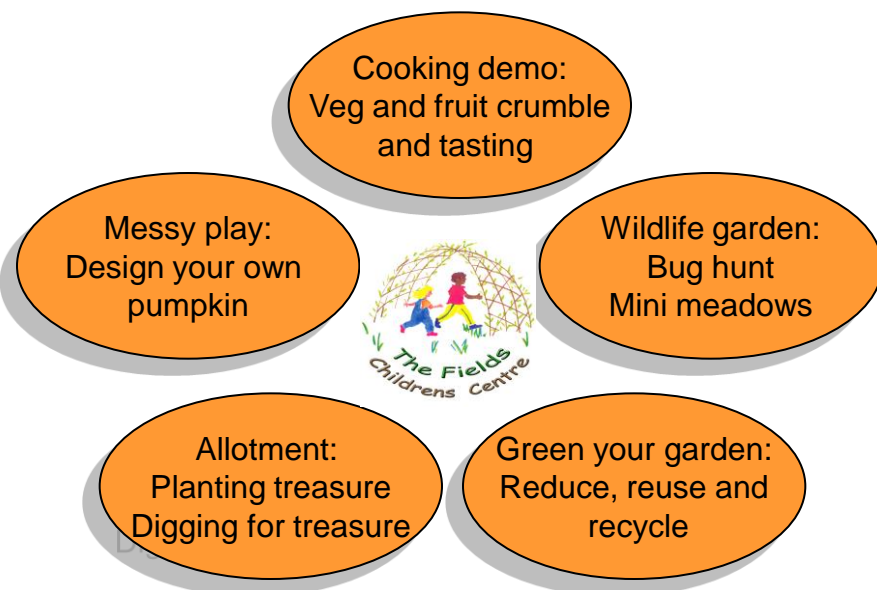 Cooking demo:
Veg and fruit crumble
and tasting
Messy play:
Design your own
pumpkin
Wildlife garden:
Bug hunt
Mini meadows
The Fields
Childrens Centre
Allotment:
Planting treasure
Digging for treasure
Green your garden:
Reduce, reuse and
recycle